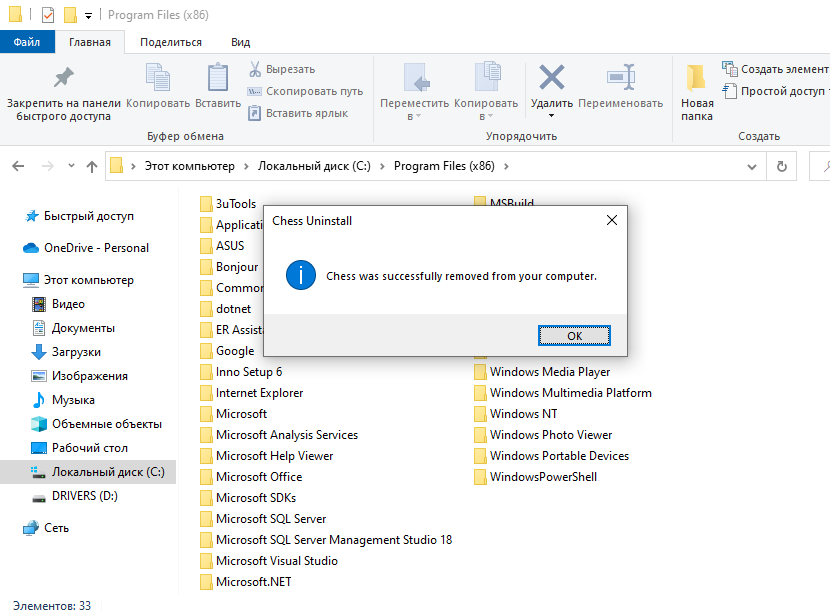 Program Files (x86)
Файл Главная Поделиться Вид
Закрепить на панели быстрого доступа
Копировать
Вставить
Вырезать
Скопировать путь
Вставить ярлык
Буфер обмена
Переместить в
Копировать в
Удалить
Переименовать
Упорядочить
Новая папка
Создать элемент
Простой доступ
Создать
Этот компьютер > Локальный диск (C:) > Program Files (x86) >
Быстрый доступ
OneDrive - Personal
Этот компьютер
Видео
Документы
Загрузки
Изображения
Музыка
Объемные объекты
Рабочий стол
Локальный диск (C:)
DRIVERS (D:)
Сеть
3uTools
Applicati
ASUS
Bonjour
Common
dotnet
ER Assist
Google
Inno Setup 6
Internet Explorer
Microsoft
Microsoft Analysis Services
Microsoft Help Viewer
Microsoft Office
Microsoft SDKs
Microsoft SQL Server
Microsoft SQL Server Management Studio 18
Microsoft Visual Studio
Microsoft.NET
MSBuild
Windows Media Player
Windows Multimedia Platform
Windows NT
Windows Photo Viewer
Windows Portable Devices
WindowsPowerShell
Chess Uninstall
Chess was successfully removed from your computer.
OK
Элементов: 33